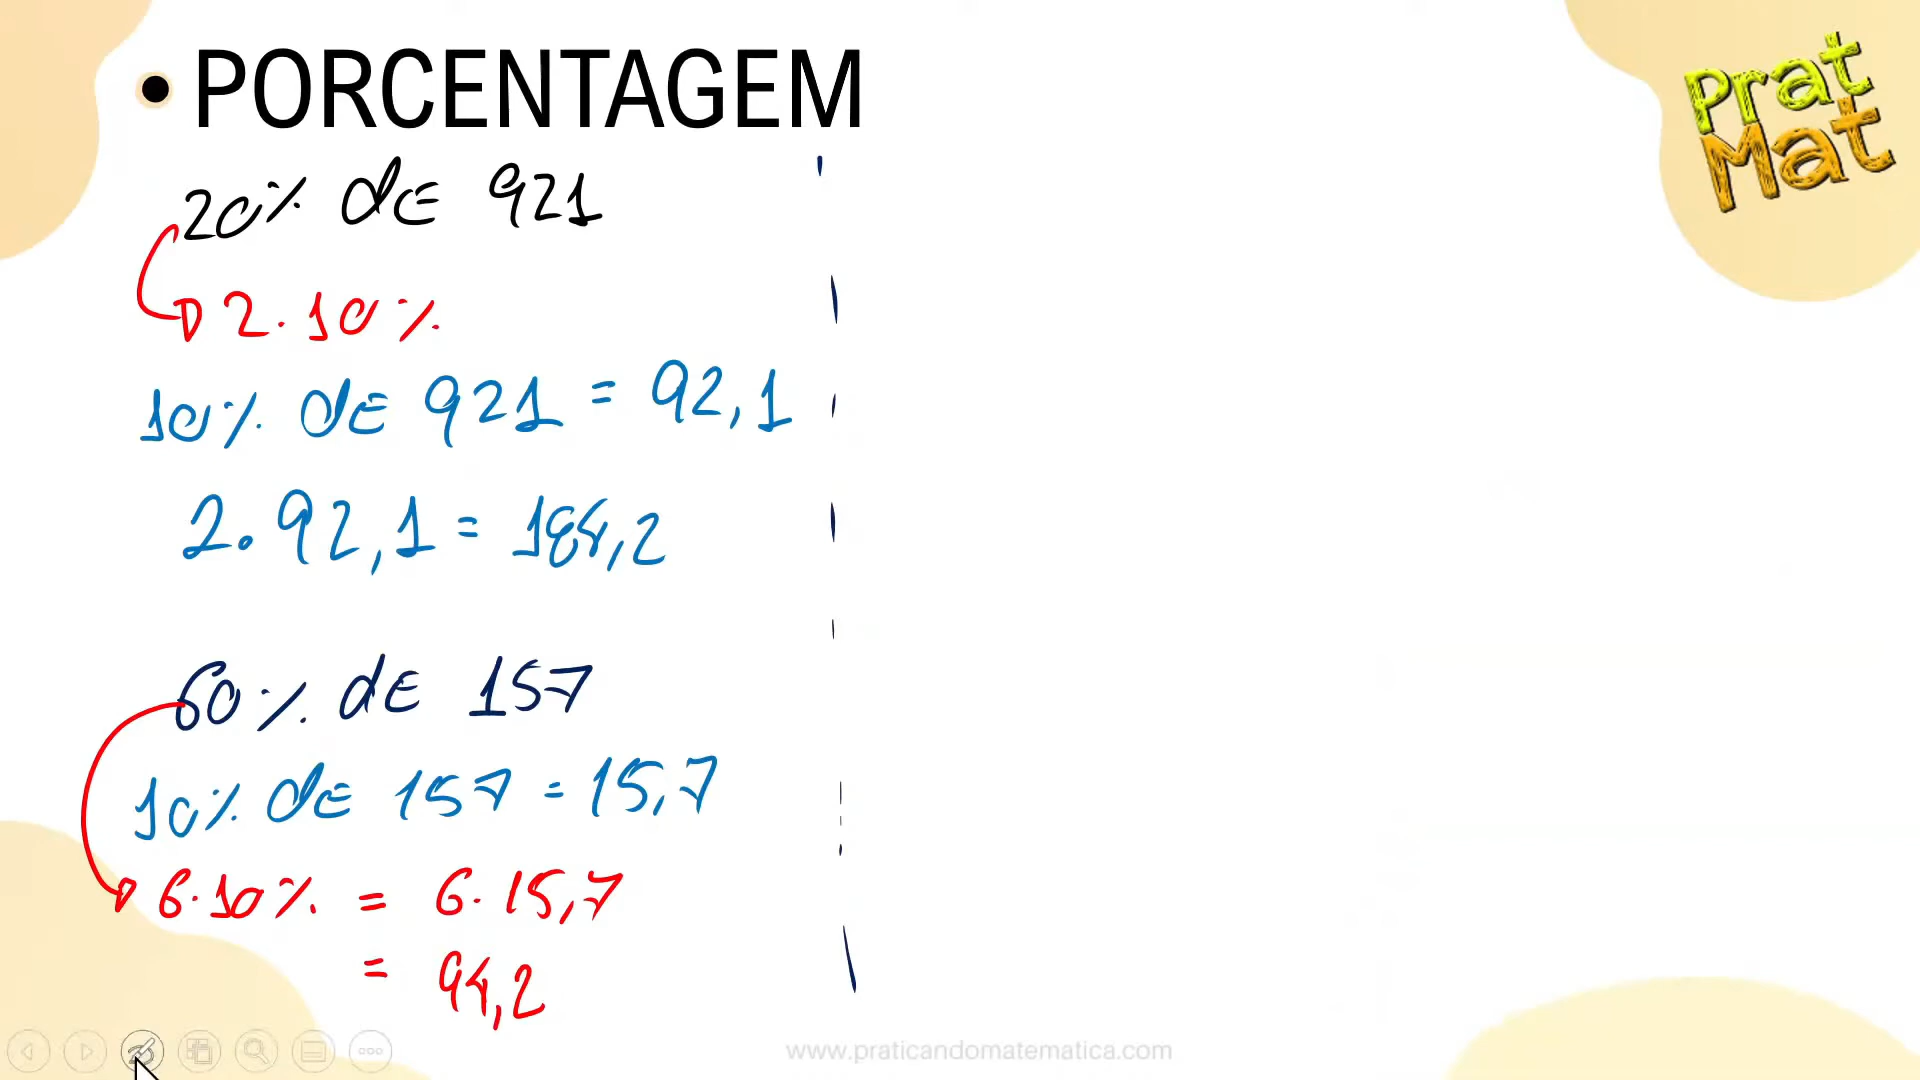 • PORCENTAGEM
Prat
Mat
20% de 921
2.10%
10% de 921 = 92,1
2.92,1 = 184,2
60% de 157
10% de 157 = 15,7
6.10% = 6.15,7
= 94,2
www.praticandomatematica.com